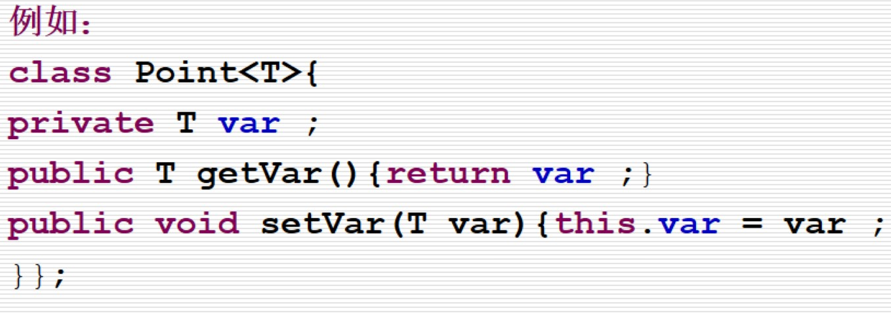 例如：
class Point<T>{
private T var ;
public T getVar(){return var ;}
public void setVar(T var){this.var = var ;
}};